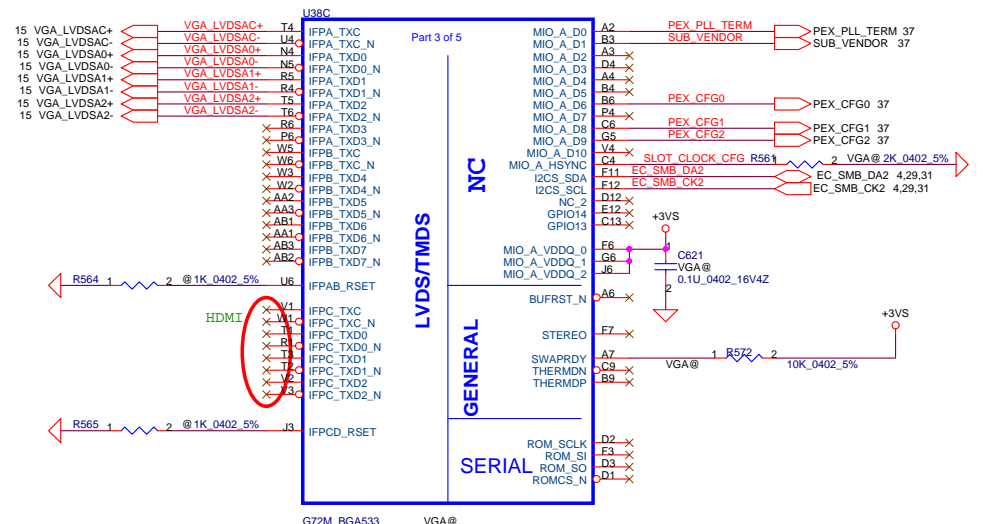 U38C
Part 3 of 5
15 VGA_LVDSAC+ VGA_LVDSAC+ T4 IFPA_TXC
15 VGA_LVDSAC- VGA_LVDSAC- U4 IFPA_TXC_N
15 VGA_LVDSA0+ VGA_LVDSA0+ N4 IFPA_TXD0
15 VGA_LVDSA0- VGA_LVDSA0- N5 IFPA_TXD0_N
15 VGA_LVDSA1+ VGA_LVDSA1+ R5 IFPA_TXD1
15 VGA_LVDSA1- VGA_LVDSA1- R4 IFPA_TXD1_N
15 VGA_LVDSA2+ VGA_LVDSA2+ T5 IFPA_TXD2
15 VGA_LVDSA2- VGA_LVDSA2- T6 IFPA_TXD2_N
R6 IFPA_TXD3
P6 IFPA_TXD3_N
W5 IFPB_TXC
W6 IFPB_TXC_N
W3 IFPB_TXD4
W2 IFPB_TXD4_N
AA2 IFPB_TXD5
AA3 IFPB_TXD5_N
AB1 IFPB_TXD6
AA1 IFPB_TXD6_N
AB3 IFPB_TXD7
AB2 IFPB_TXD7_N
R564 1 2 @1K_0402_5% U6 IFPAB_RSET
HDMI
V1 IFPC_TXC
W1 IFPC_TXC_N
T1 IFPC_TXD0
R1 IFPC_TXD0_N
T3 IFPC_TXD1
T2 IFPC_TXD1_N
V2 IFPC_TXD2
V3 IFPC_TXD2_N
R565 1 2 @1K_0402_5% J3 IFPCD_RSET
LVDS/TMDS
NC
GENERAL
SERIAL
MIO_A_D0 A2 PEX_PLL_TERM PEX_PLL_TERM 37
MIO_A_D1 B3 SUB_VENDOR SUB_VENDOR 37
MIO_A_D2 A3
MIO_A_D3 D4
MIO_A_D4 A4
MIO_A_D5 B4
MIO_A_D6 B6 PEX_CFG0 PEX_CFG0 37
MIO_A_D7 P4
MIO_A_D8 C6 PEX_CFG1 PEX_CFG1 37
MIO_A_D9 G5 PEX_CFG2 PEX_CFG2 37
MIO_A_D10 V4
MIO_A_HSYNC C4 SLOT_CLOCK_CFG R561 1 2 VGA@ 2K_0402_5%
I2CS_SDA F11 EC_SMB_DA2 EC_SMB_DA2 4,29,31
I2CS_SCL F12 EC_SMB_CK2 EC_SMB_CK2 4,29,31
NC_2 D12
GPIO14 E12
GPIO13 C13
+3VS
MIO_A_VDDQ_0 F6
MIO_A_VDDQ_1 G6
MIO_A_VDDQ_2 J6
1
C621
VGA@
0.1U_0402_16V4Z
2
BUFRST_N A6
STEREO F7
+3VS
SWAPRDY A7 VGA@ 1 R572 2 10K_0402_5%
THERMDN C9
THERMDP B9
ROM_SCLK D2
ROM_SI F3
ROM_SO D3
ROMCS_N D1
G72M_BGA533 VGA@